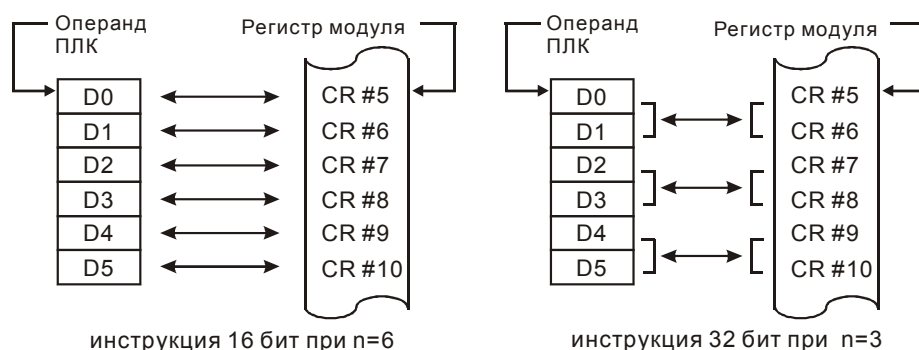 Операнд
ПЛК
Регистр модуля
D0
CR #5
D1
CR #6
D2
CR #7
D3
CR #8
D4
CR #9
D5
CR #10
инструкция 16 бит при n=6
Операнд
ПЛК
Регистр модуля
D0
CR #5
D1
CR #6
D2
CR #7
D3
CR #8
D4
CR #9
D5
CR #10
инструкция 32 бит при n=3